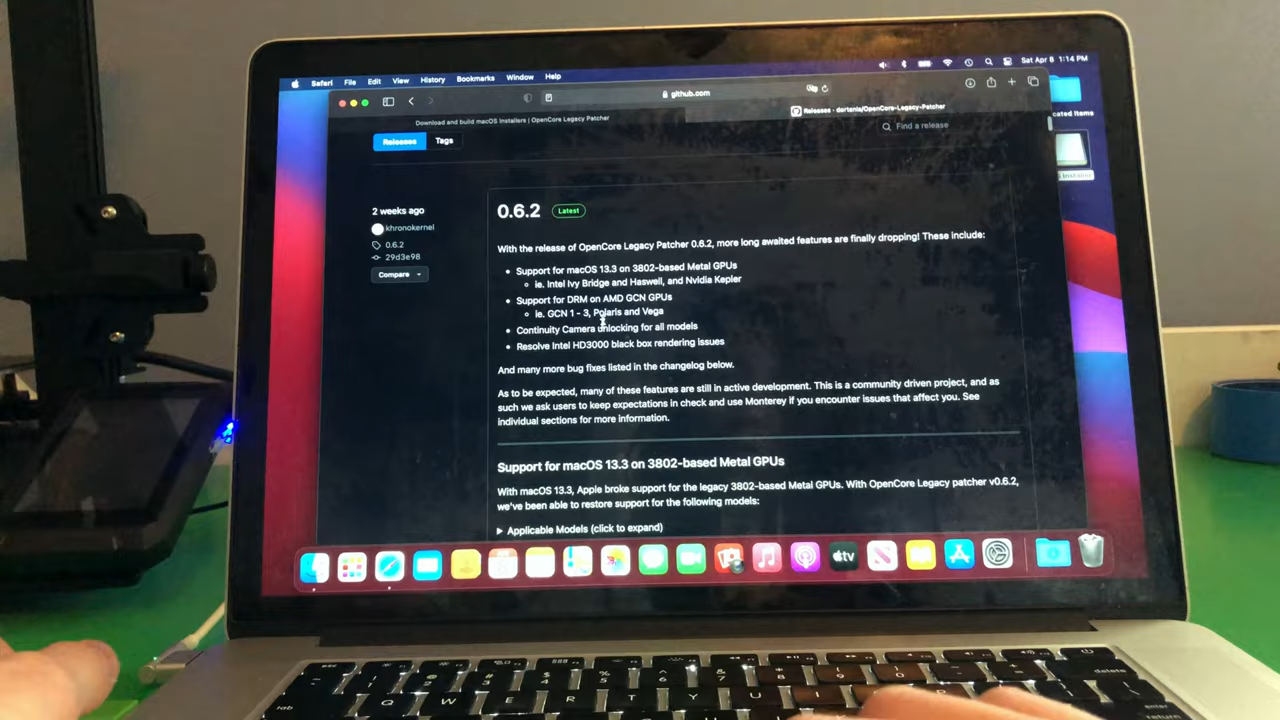 Safari File Edit View History Bookmarks Window Help
Sat Apr 8 1:14 PM
github.com
Download and build macOS Installers | OpenCore Legacy Patcher
Releases · dortania/OpenCore-Legacy-Patcher
Releases Tags
Find a release
cated Items
2 weeks ago
khronokernel
0.6.2
29d3e98
Compare
0.6.2 Latest
With the release of OpenCore Legacy Patcher 0.6.2, more long awaited features are finally dropping! These include:
Support for macOS 13.3 on 3802-based Metal GPUs
ie. Intel Ivy Bridge and Haswell, and Nvidia Kepler
Support for DRM on AMD GCN GPUs
ie. GCN 1 - 3, Polaris and Vega
Continuity Camera unlocking for all models
Resolve Intel HD3000 black box rendering issues
And many more bug fixes listed in the changelog below.
As to be expected, many of these features are still in active development. This is a community driven project, and as
such we ask users to keep expectations in check and use Monterey if you encounter issues that affect you. See
individual sections for more information.
Support for macOS 13.3 on 3802-based Metal GPUs
With macOS 13.3, Apple broke support for the legacy 3802-based Metal GPUs. With OpenCore Legacy patcher v0.6.2,
we've been able to restore support for the following models:
Applicable Models (click to expand)
tv
delete
tab Q W E R T Y U
enter
return